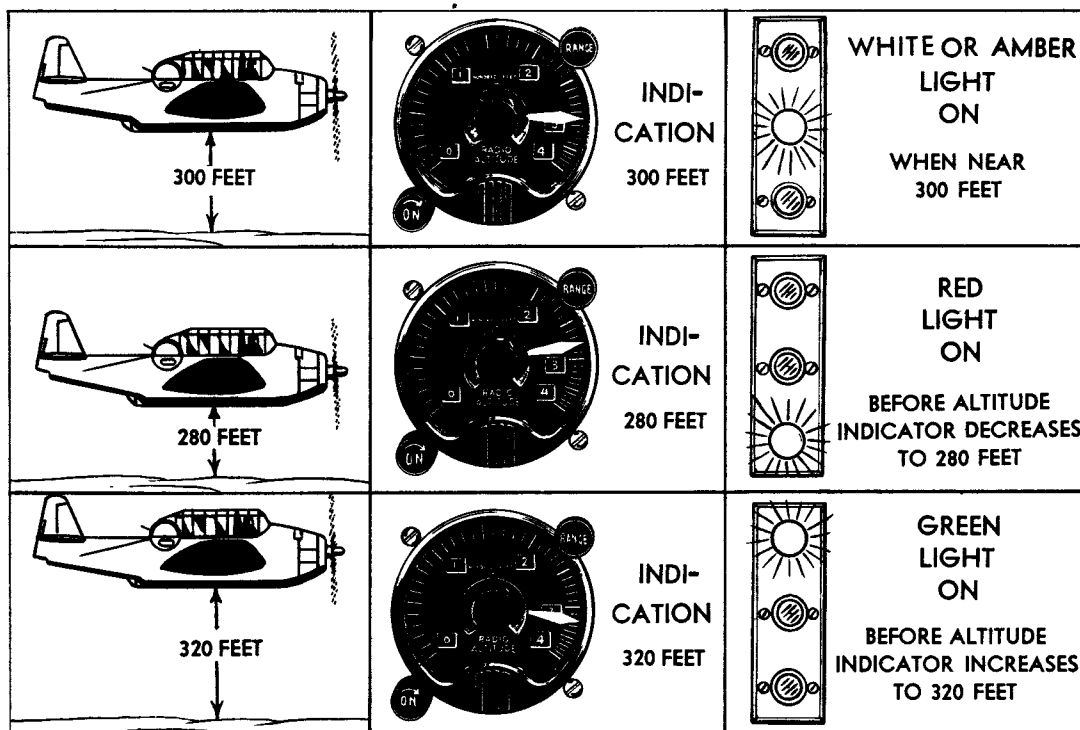 300 FEET
RANGE
1
2
3
0
4
RADIO
ALTITUDE
ON
INDI-
CATION
300 FEET
WHITE OR AMBER
LIGHT
ON
WHEN NEAR
300 FEET
280 FEET
RANGE
1
2
3
0
4
RADIO
ON
INDI-
CATION
280 FEET
RED
LIGHT
ON
BEFORE ALTITUDE
INDICATOR DECREASES
TO 280 FEET
320 FEET
RANGE
1
2
0
4
RADIO
ALTITUDE
ON
INDI-
CATION
320 FEET
GREEN
LIGHT
ON
BEFORE ALTITUDE
INDICATOR INCREASES
TO 320 FEET